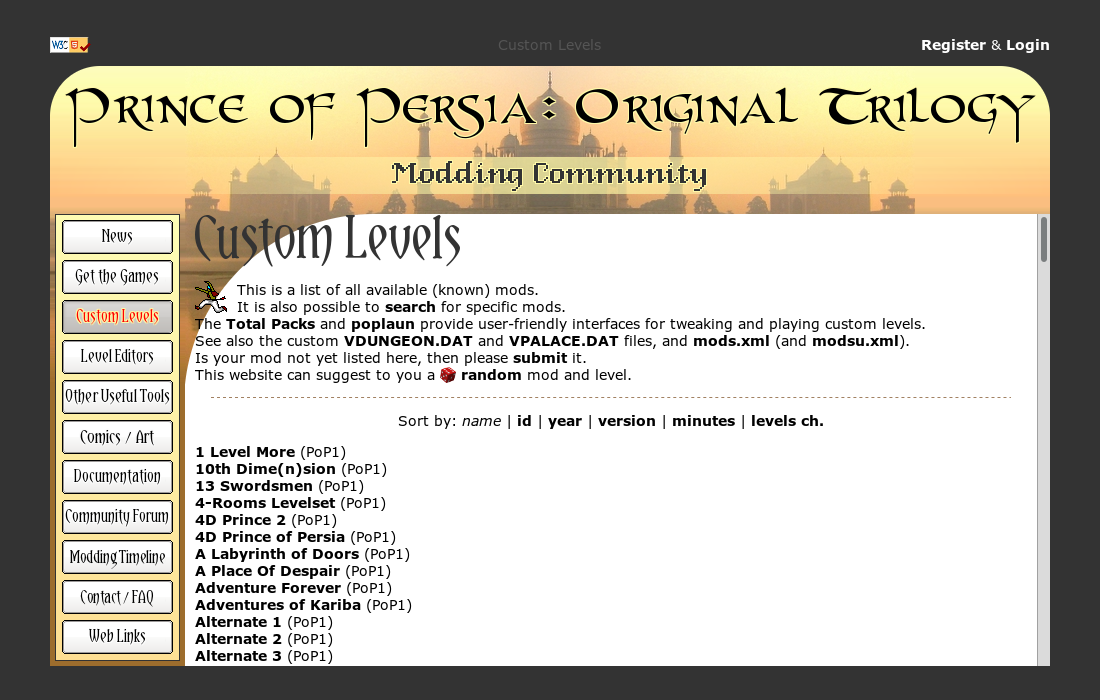 W3C 5
Custom Levels
Register & Login
Prince of Persia: Original Trilogy
Modding Community
News
Get the Games
Custom Levels
Level Editors
Other Useful Tools
Comics / Art
Documentation
Community Forum
Modding Timeline
Contact / FAQ
Web Links
Custom Levels
This is a list of all available (known) mods.
It is also possible to search for specific mods.
The Total Packs and poplaun provide user-friendly interfaces for tweaking and playing custom levels.
See also the custom VDUNGEON.DAT and VPALACE.DAT files, and mods.xml (and modsu.xml).
Is your mod not yet listed here, then please submit it.
This website can suggest to you a random mod and level.
Sort by: name | id | year | version | minutes | levels ch.
1 Level More (PoP1)
10th Dime(n)sion (PoP1)
13 Swordsmen (PoP1)
4-Rooms Levelset (PoP1)
4D Prince 2 (PoP1)
4D Prince of Persia (PoP1)
A Labyrinth of Doors (PoP1)
A Place Of Despair (PoP1)
Adventure Forever (PoP1)
Adventures of Kariba (PoP1)
Alternate 1 (PoP1)
Alternate 2 (PoP1)
Alternate 3 (PoP1)